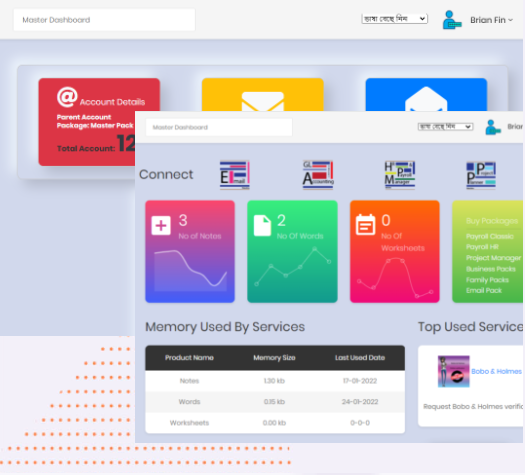 Master Dashboard
ভাষা বেছে নিন
Brian Fin
@ Account Details
Parent Account
Package: Master Pack
Total Account: 12
Master Dashboard
ভাষা বেছে নিন
Brian
Connect
Email
GL Accounting
HR Payroll Manager
Project Planner
3
No of Notes
2
No Of Words
0
No Of
Worksheets
Buy Packages
Payroll Classic
Payroll HR
Project Manager
Business Packs
Family Packs
Email Pack
Memory Used By Services
Top Used Service
Product Name Memory Size Last Used Date
Notes 1.30 kb 17-01-2022
Words 0.15 kb 24-01-2022
Worksheets 0.00 kb 0-0-0
Bobo & Holmes
Request Bobo & Holmes verific